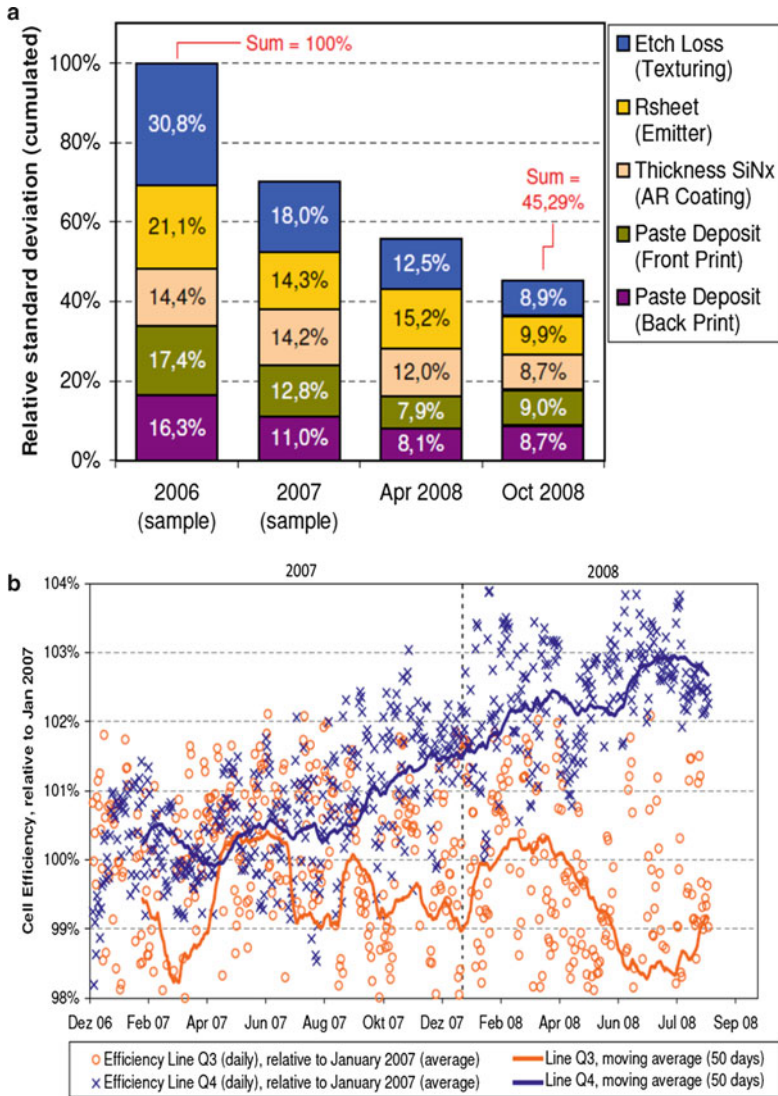 a
Relative standard deviation (cumulated)
100%
80%
60%
40%
20%
0%
Sum = 100%
30,8%
21,1%
14,4%
17,4%
16,3%
18,0%
14,3%
14,2%
12,8%
11,0%
12,5%
15,2%
12,0%
7,9%
8,1%
Sum =
45,29%
8,9%
9,9%
8,7%
9,0%
8,7%
2006
(sample)
2007
(sample)
Apr 2008
Oct 2008
Etch Loss
(Texturing)
Rsheet
(Emitter)
Thickness SiNx
(AR Coating)
Paste Deposit
(Front Print)
Paste Deposit
(Back Print)
b
2007
2008
Cell Efficiency, relative to Jan 2007
104%
103%
102%
101%
100%
99%
98%
Dez 06
Feb 07
Apr 07
Jun 07
Aug 07
Okt 07
Dez 07
Feb 08
Apr 08
Jun 08
Jul 08
Sep 08
Efficiency Line Q3 (daily), relative to January 2007 (average)
Line Q3, moving average (50 days)
Efficiency Line Q4 (daily), relative to January 2007 (average)
Line Q4, moving average (50 days)